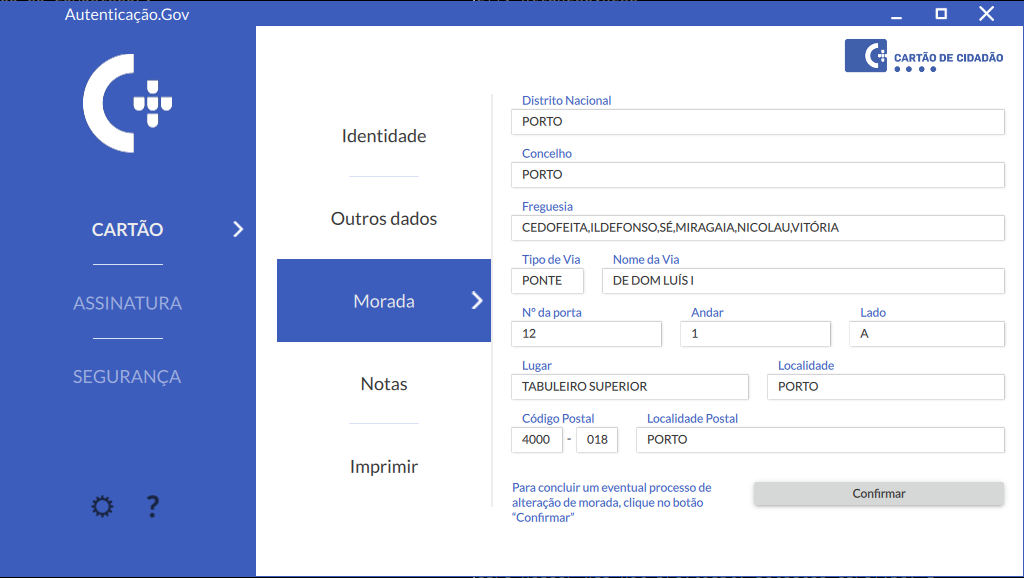 Autenticação.Gov
CARTÃO DE CIDADÃO
CARTÃO
ASSINATURA
SEGURANÇA
?
Identidade
Outros dados
Morada
Notas
Imprimir
Distrito Nacional
PORTO
Concelho
PORTO
Freguesia
CEDOFEITA,ILDEFONSO,SÉ,MIRAGAIA,NICOLAU,VITÓRIA
Tipo de Via Nome da Via
PONTE DE DOM LUÍS I
Nº da porta Andar Lado
12 1 A
Lugar Localidade
TABULEIRO SUPERIOR PORTO
Código Postal Localidade Postal
4000 - 018 PORTO
Para concluir um eventual processo de
alteração de morada, clique no botão
“Confirmar”
Confirmar